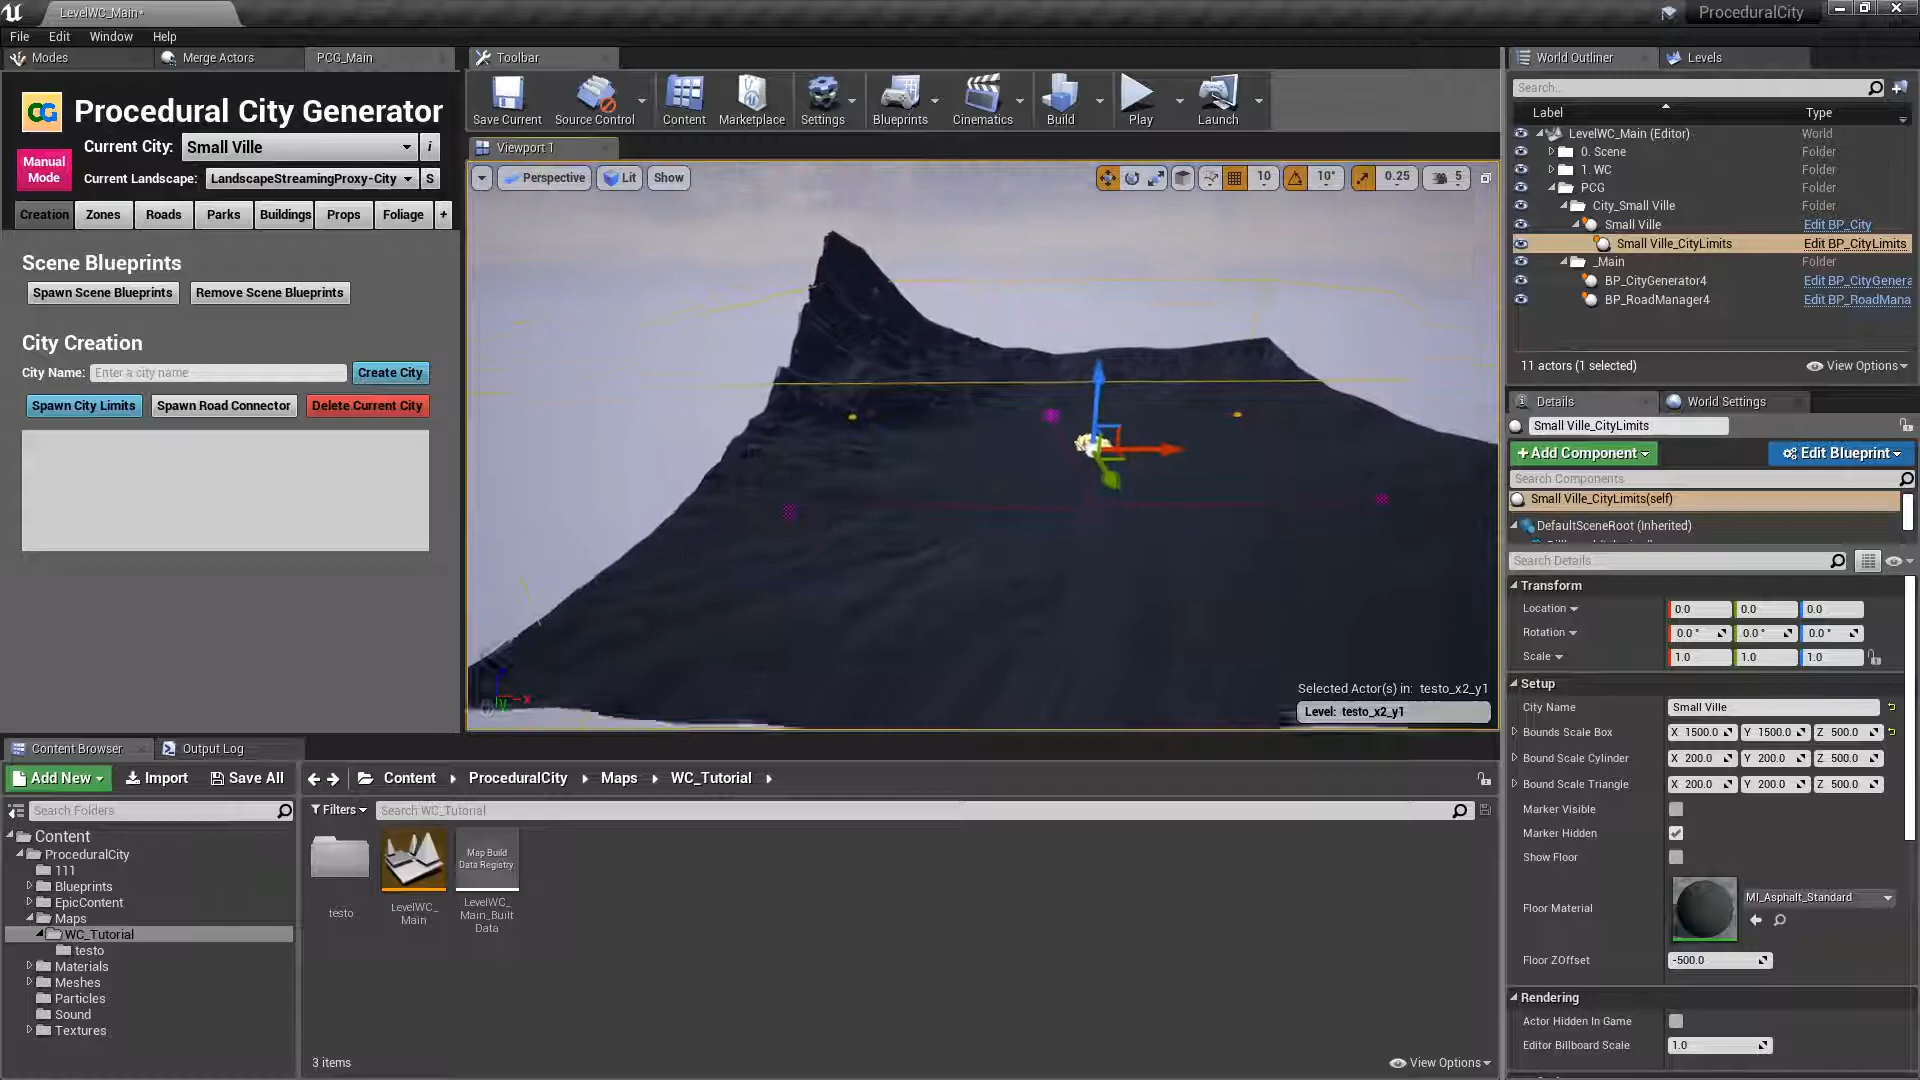 LevelWC_Main*
ProceduralCity
File Edit Window Help
Modes
Merge Actors
PCG_Main
Toolbar
World Outliner
Levels
Procedural City Generator
Current City: Small Ville i
Manual Mode
Current Landscape: LandscapeStreamingProxy-City S
Creation Zones Roads Parks Buildings Props Foliage +
Scene Blueprints
Spawn Scene Blueprints Remove Scene Blueprints
City Creation
City Name: Enter a city name Create City
Spawn City Limits Spawn Road Connector Delete Current City
Save Current Source Control Content Marketplace Settings Blueprints Cinematics Build Play Launch
Viewport 1
Perspective Lit Show 10 10° 0.25 5
Selected Actor(s) in: testo_x2_y1
Level: testo_x2_y1
Search...
Label Type
LevelWC_Main (Editor) World
0. Scene Folder
1. WC Folder
PCG Folder
City_Small Ville Folder
Small Ville Edit BP_City
Small Ville_CityLimits Edit BP_CityLimits
_Main Folder
BP_CityGenerator4 Edit BP_CityGenera
BP_RoadManager4 Edit BP_RoadMana
11 actors (1 selected) View Options
Details
World Settings
Small Ville_CityLimits
+Add Component Edit Blueprint
Search Components
Small Ville_CityLimits(self)
DefaultSceneRoot (Inherited)
Search Details
Transform
Location 0.0 0.0 0.0
Rotation 0.0° 0.0° 0.0°
Scale 1.0 1.0 1.0
Setup
City Name Small Ville
Bounds Scale Box X 1500.0 Y 1500.0 Z 500.0
Bound Scale Cylinder X 200.0 Y 200.0 Z 500.0
Bound Scale Triangle X 200.0 Y 200.0 Z 500.0
Marker Visible
Marker Hidden
Show Floor
Floor Material MI_Asphalt_Standard
Floor ZOffset -500.0
Rendering
Actor Hidden In Game
Editor Billboard Scale 1.0
Content Browser
Output Log
Add New Import Save All
Content ProceduralCity Maps WC_Tutorial
Search Folders
Filters Search WC_Tutorial
Content
ProceduralCity
111
Blueprints
EpicContent
Maps
WC_Tutorial
testo
Materials
Meshes
Particles
Sound
Textures
testo
LevelWC_
Main
Map Build
Data Registry
LevelWC_
Main_Built
Data
3 items
View Options